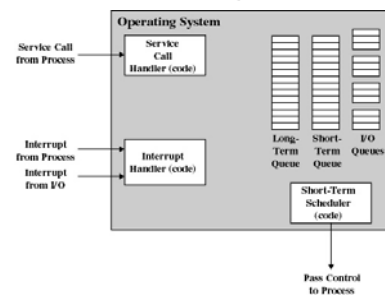 Operating System
Service Call
from Process
Service
Call
Handler (code)
Interrupt
from Process
Interrupt
from I/O
Interrupt
Handler (code)
Long-
Term
Queue
Short-
Term
Queue
I/O
Queues
Short-Term
Scheduler
(code)
Pass Control
to Process